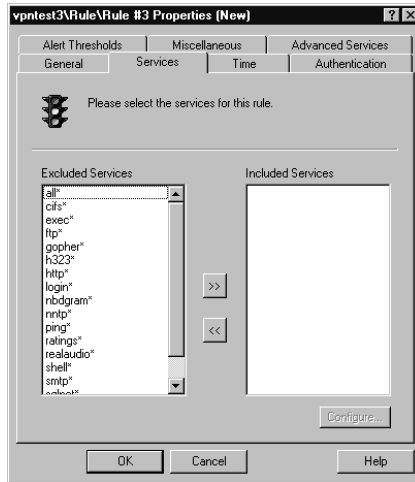 vpntest3\Rule\Rule #3 Properties (New)
Alert Thresholds Miscellaneous Advanced Services
General Services Time Authentication
Please select the services for this rule.
Excluded Services Included Services
all*
cifs*
exec*
ftp*
gopher*
h323*
http*
login*
nbdgram*
nntp*
ping*
ratings*
realaudio*
shell*
smtp*
>>
<<
Configure...
OK Cancel Help